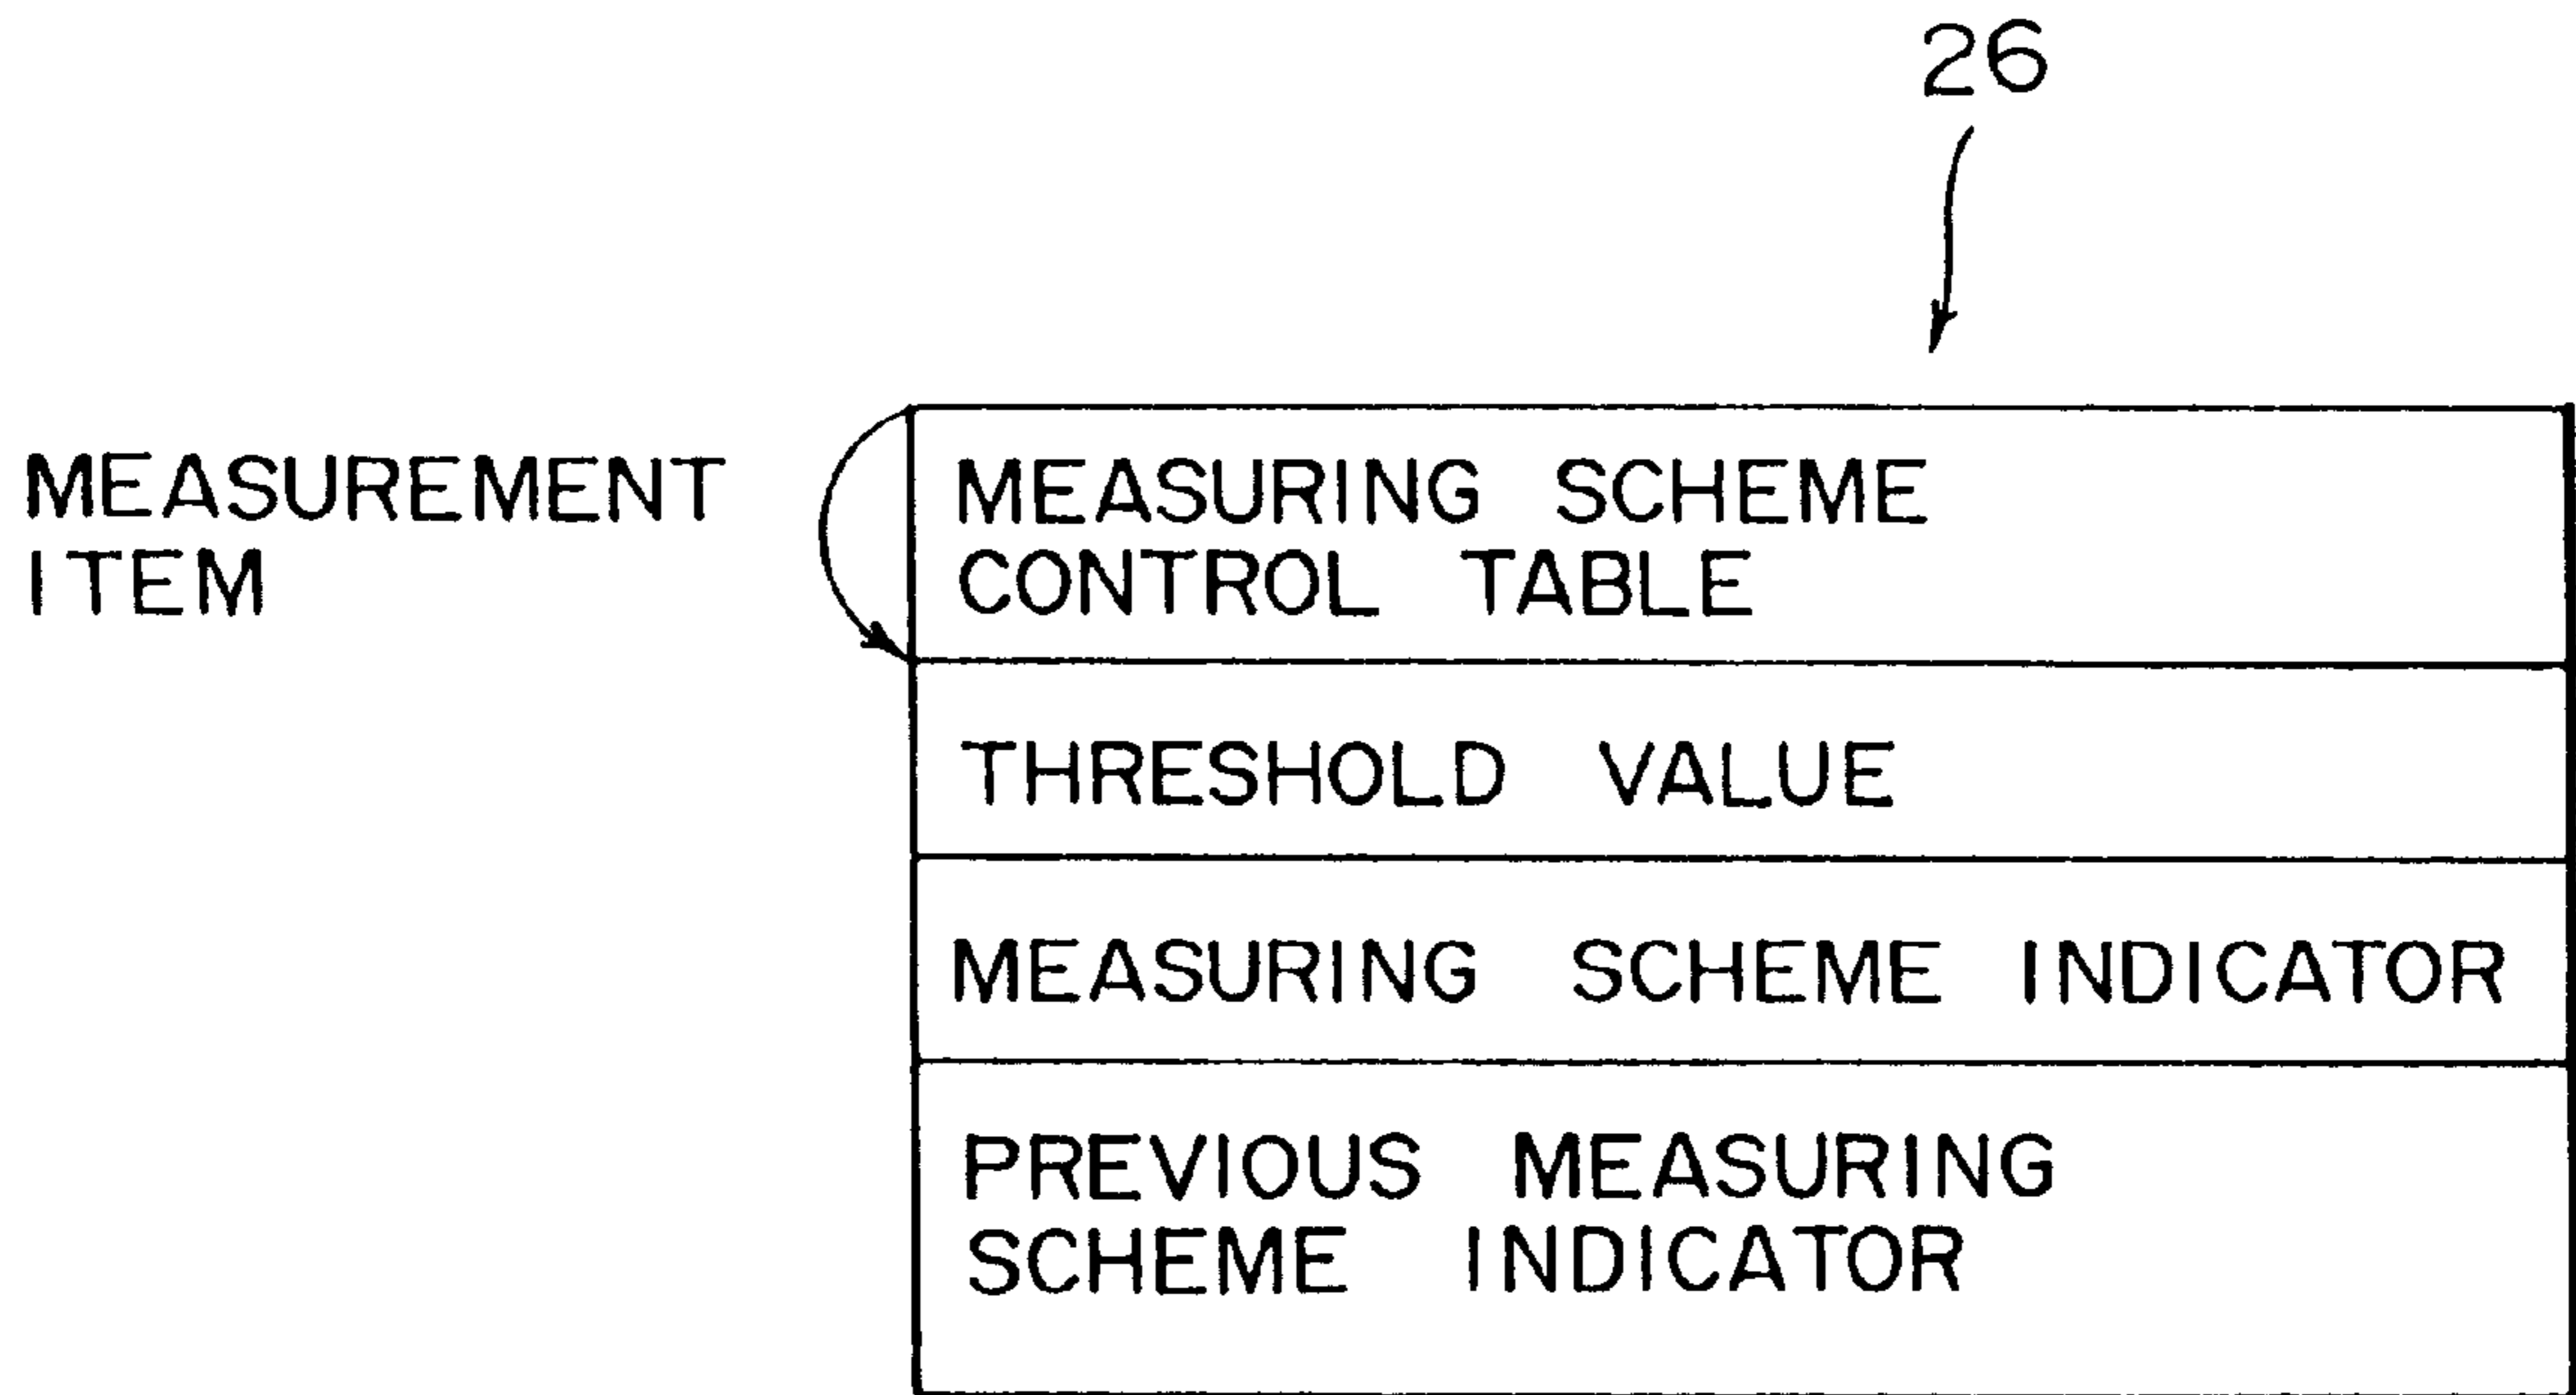 26
MEASUREMENT
ITEM
MEASURING SCHEME
CONTROL TABLE
THRESHOLD VALUE
MEASURING SCHEME INDICATOR
PREVIOUS MEASURING
SCHEME INDICATOR